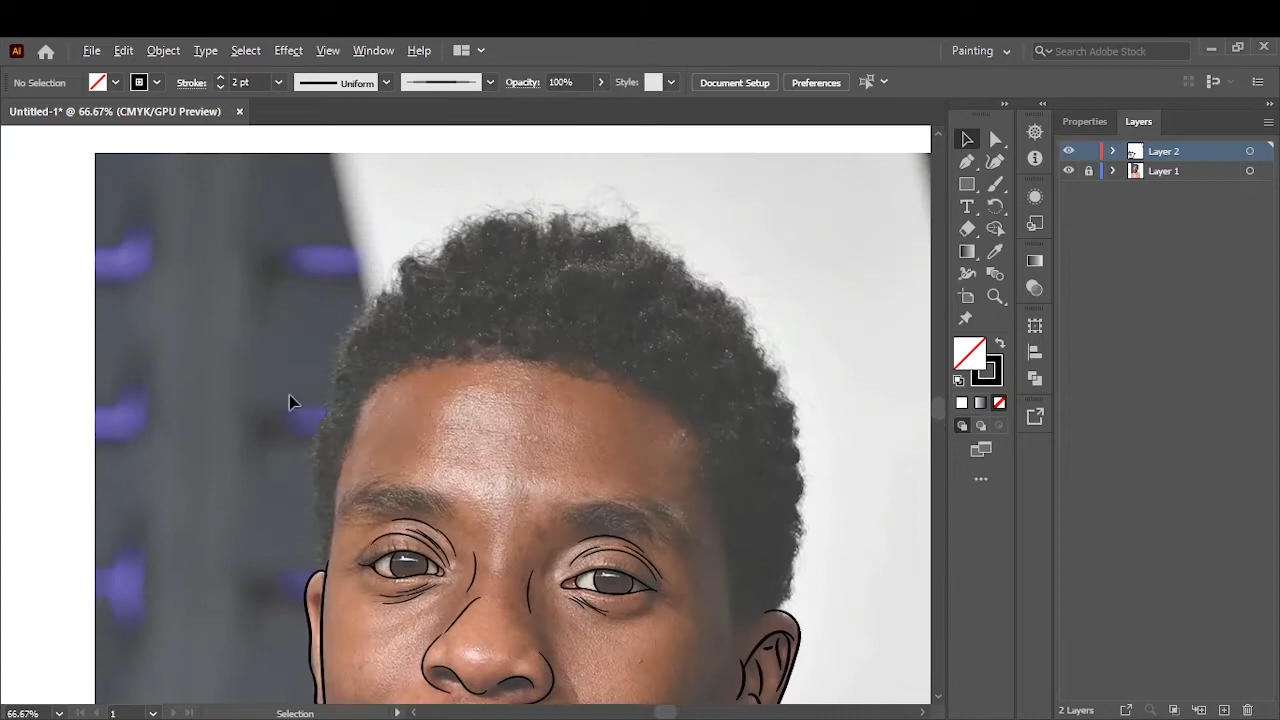 Ai File Edit Object Type Select Effect View Window Help Painting Search Adobe Stock
No Selection Stroke: 2 pt Uniform Opacity: 100% Style: Document Setup Preferences
Untitled-1* @ 66.67% (CMYK/GPU Preview) Properties Layers
Layer 2
Layer 1
66.67% 1 Selection 2 Layers